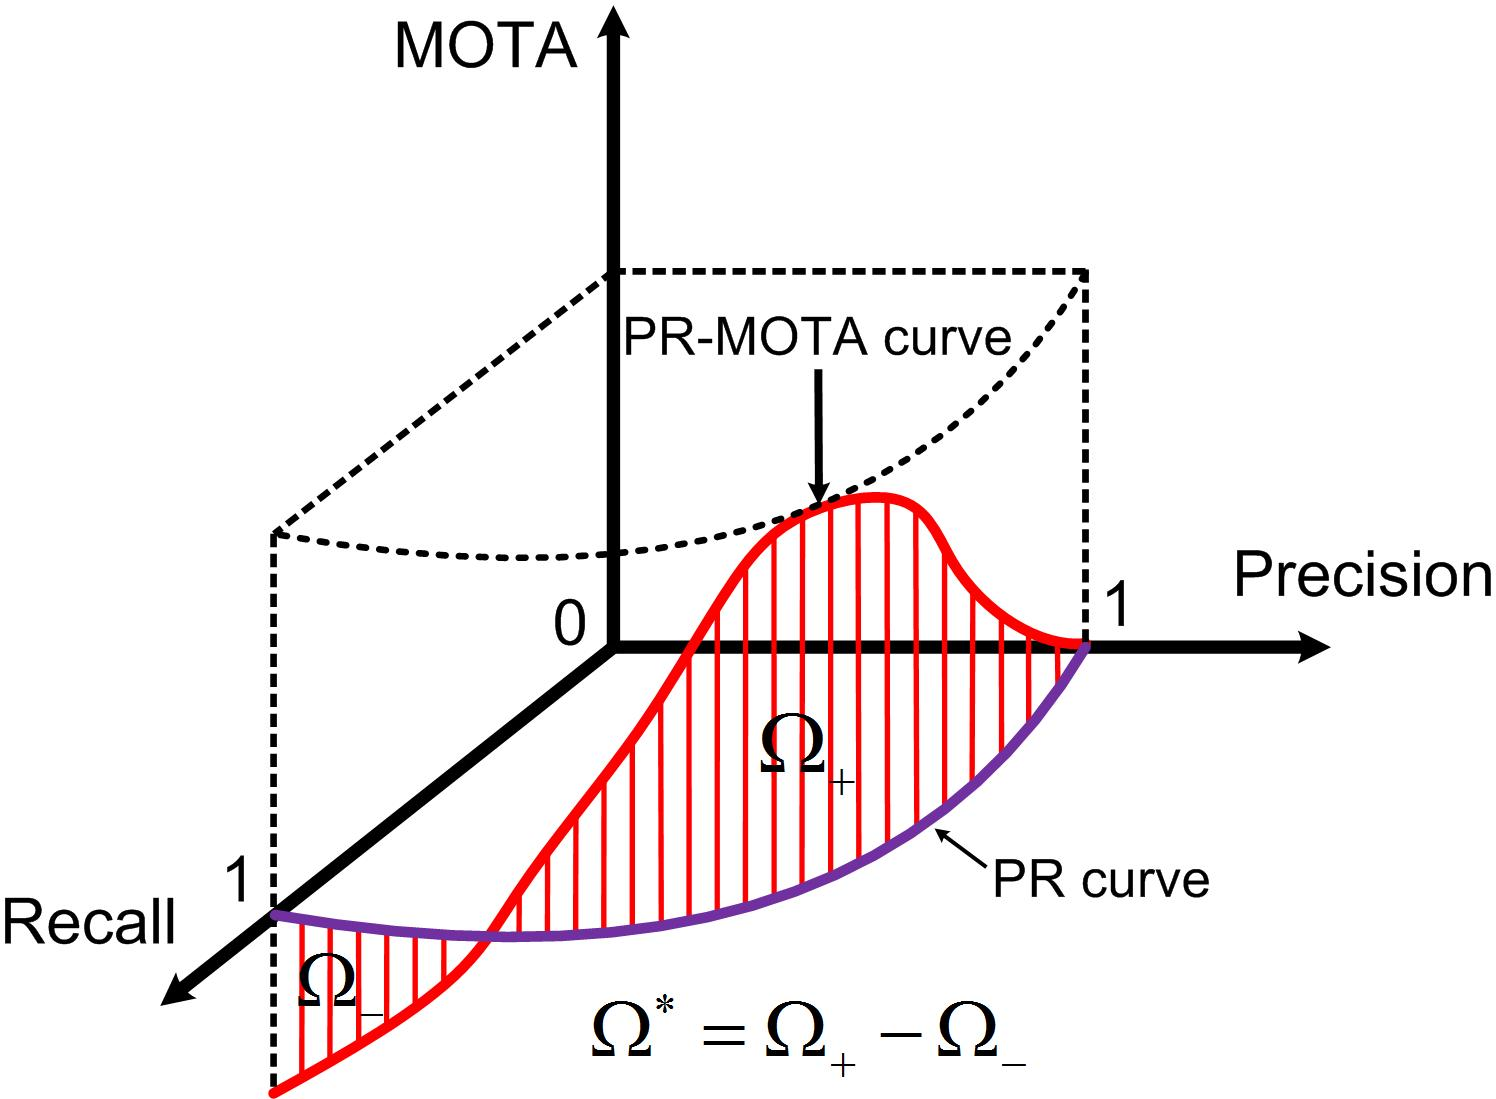 MOTA
PR-MOTA curve
Precision
0
1
Ω₊
1
PR curve
Recall
Ω₋
Ω* = Ω₊ − Ω₋